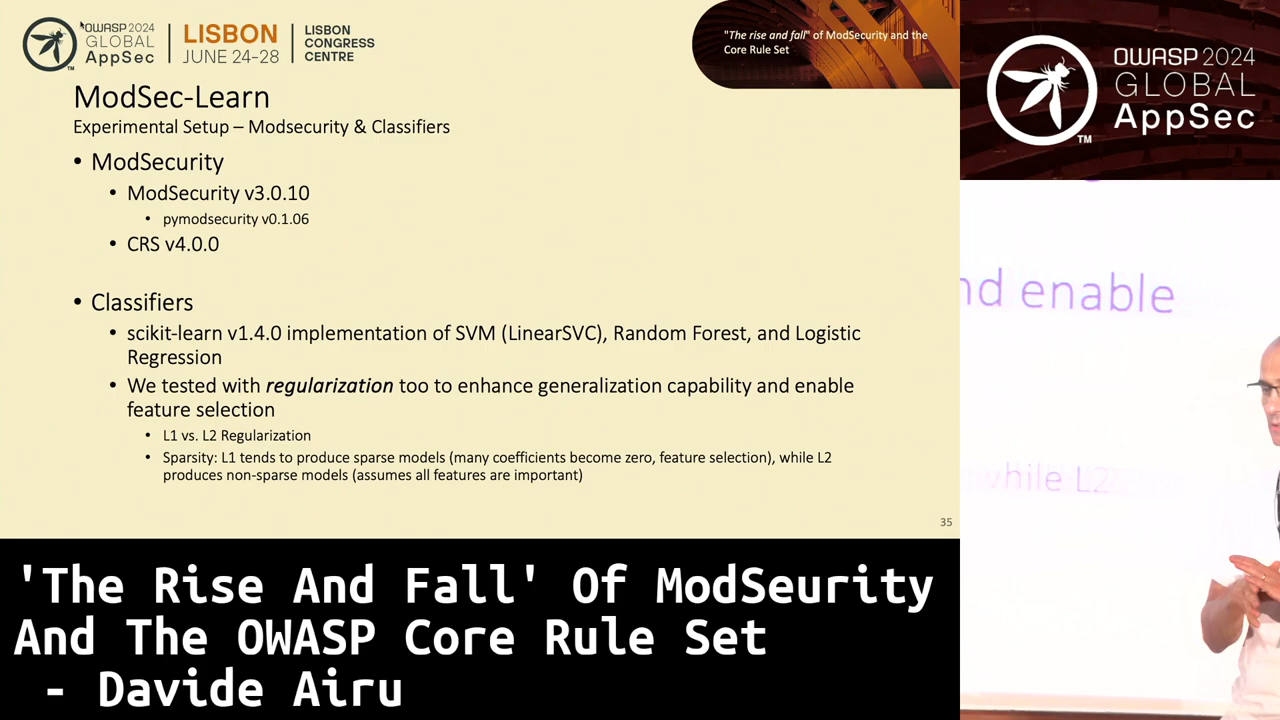 OWASP 2024
GLOBAL
AppSec
TM
LISBON
JUNE 24-28
LISBON
CONGRESS
CENTRE
"The rise and fall" of ModSecurity and the
Core Rule Set
OWASP 2024
GLOBAL
AppSec
TM
ModSec-Learn
Experimental Setup – Modsecurity & Classifiers
• ModSecurity
• ModSecurity v3.0.10
• pymodsecurity v0.1.06
• CRS v4.0.0
• Classifiers
• scikit-learn v1.4.0 implementation of SVM (LinearSVC), Random Forest, and Logistic
Regression
• We tested with regularization too to enhance generalization capability and enable
feature selection
• L1 vs. L2 Regularization
• Sparsity: L1 tends to produce sparse models (many coefficients become zero, feature selection), while L2
produces non-sparse models (assumes all features are important)
35
nd enable
while L2
'The Rise And Fall' Of ModSeurity
And The OWASP Core Rule Set
- Davide Airu